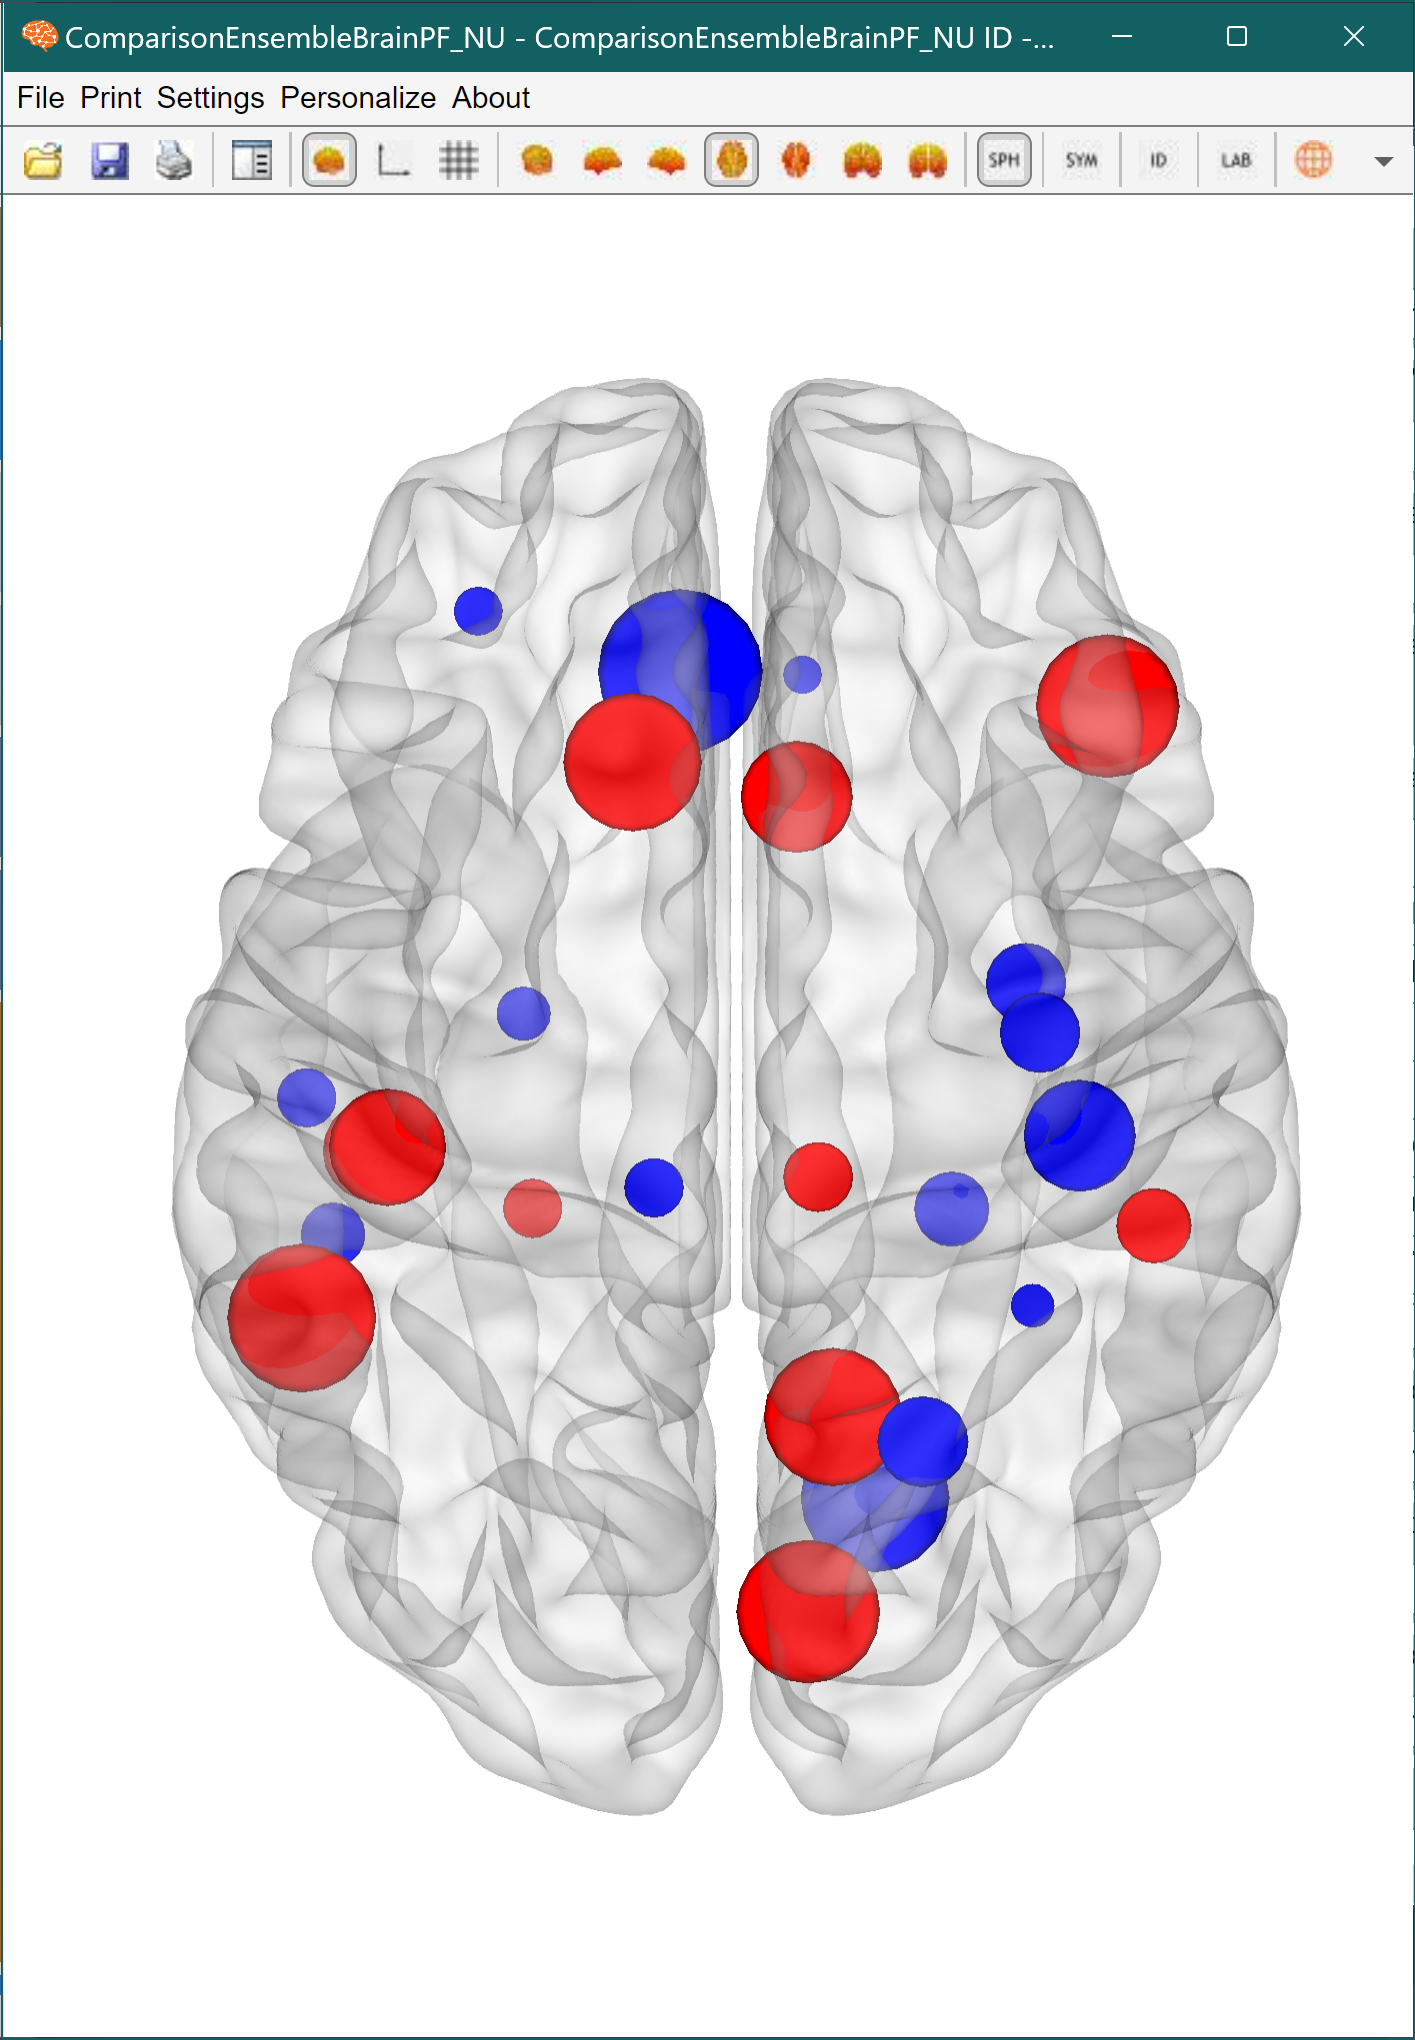 ComparisonEnsembleBrainPF_NU - ComparisonEnsembleBrainPF_NU ID -...
File Print Settings Personalize About
SPH SYM ID LAB